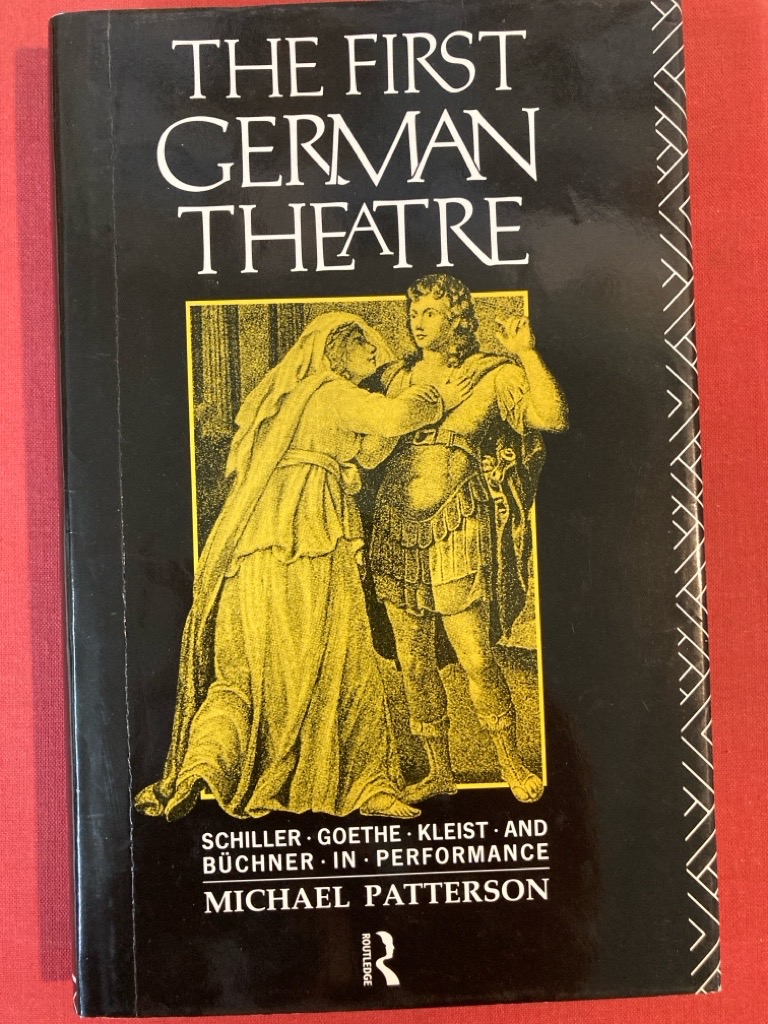 THE FIRST
GERMAN
THEATRE
SCHILLER · GOETHE · KLEIST · AND
BÜCHNER · IN · PERFORMANCE
MICHAEL PATTERSON
ROUTLEDGE